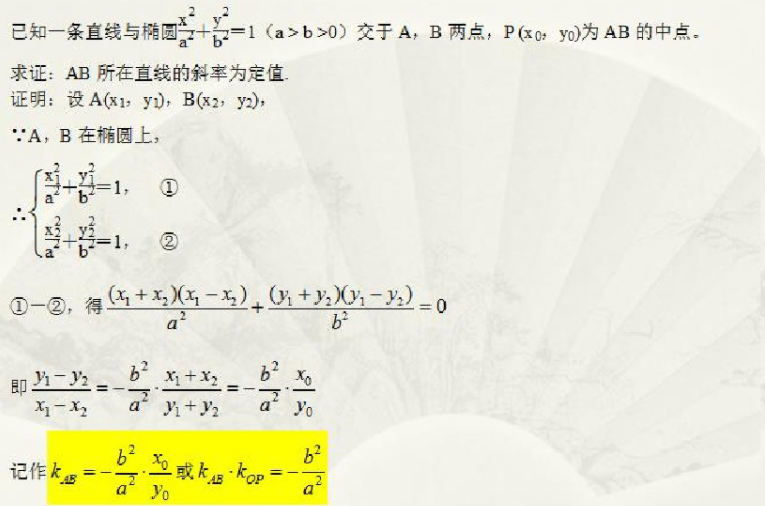 已知一条直线与椭圆x²/a²+y²/b²=1（a>b>0）交于A，B两点，P(x₀，y₀)为AB的中点。
求证：AB所在直线的斜率为定值.
证明：设A(x₁，y₁)，B(x₂，y₂)，
∵A，B在椭圆上，
∴{x₁²/a²+y₁²/b²=1，　①
x₂²/a²+y₂²/b²=1，　②
①－②，得(x₁+x₂)(x₁−x₂)/a²+(y₁+y₂)(y₁−y₂)/b²=0
即(y₁−y₂)/(x₁−x₂)=−b²/a²·(x₁+x₂)/(y₁+y₂)=−b²/a²·x₀/y₀
记作k_AB=−b²/a²·x₀/y₀或k_AB·k_OP=−b²/a²